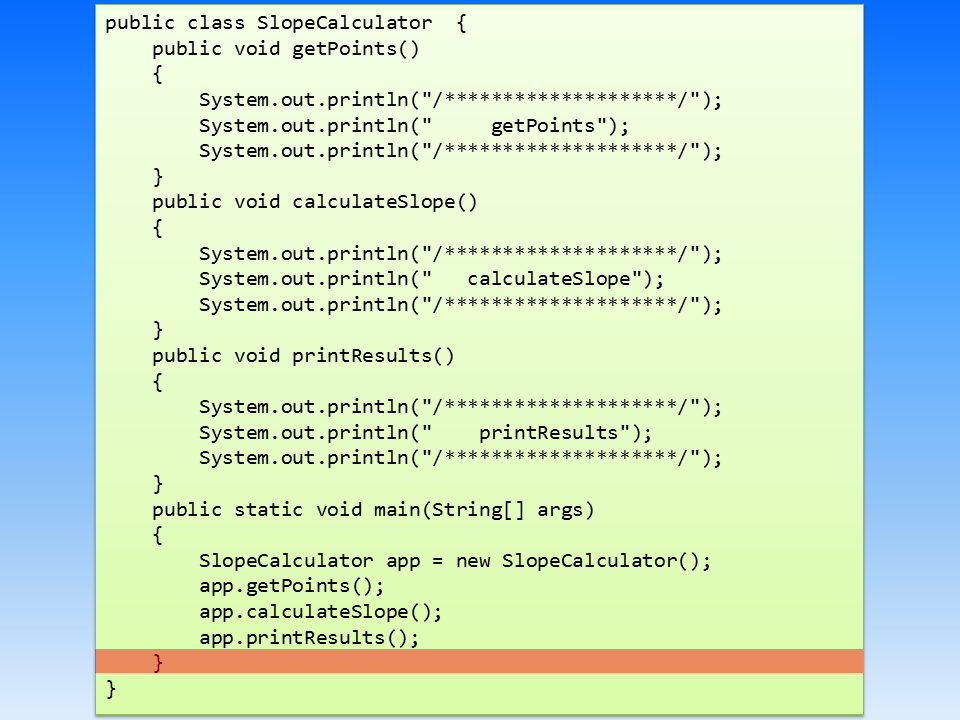 public class SlopeCalculator  {
    public void getPoints()
    {
        System.out.println("/********************/");
        System.out.println("     getPoints");
        System.out.println("/********************/");
    }
    public void calculateSlope()
    {
        System.out.println("/********************/");
        System.out.println("   calculateSlope");
        System.out.println("/********************/");
    }
    public void printResults()
    {
        System.out.println("/********************/");
        System.out.println("    printResults");
        System.out.println("/********************/");
    }
    public static void main(String[] args)
    {
        SlopeCalculator app = new SlopeCalculator();
        app.getPoints();
        app.calculateSlope();
        app.printResults();
    }
}